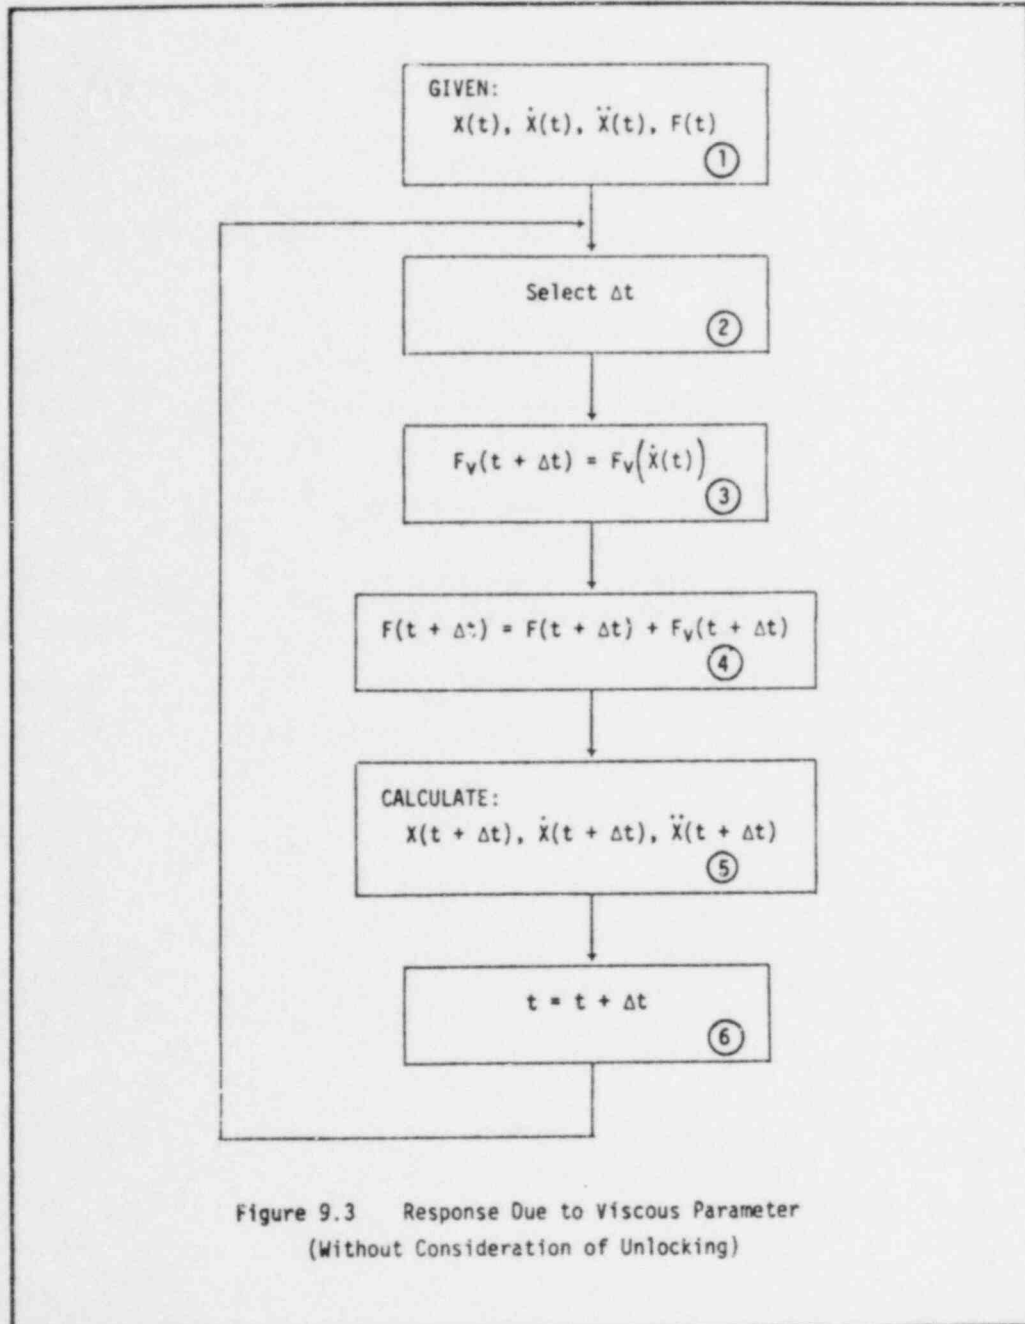 GIVEN:
X(t), Ẋ(t), Ẍ(t), F(t)
①
Select Δt
②
Fᵥ(t + Δt) = Fᵥ(Ẋ(t))
③
F(t + Δt) = F(t + Δt) + Fᵥ(t + Δt)
④
CALCULATE:
X(t + Δt), Ẋ(t + Δt), Ẍ(t + Δt)
⑤
t = t + Δt
⑥
Figure 9.3 Response Due to Viscous Parameter
(Without Consideration of Unlocking)